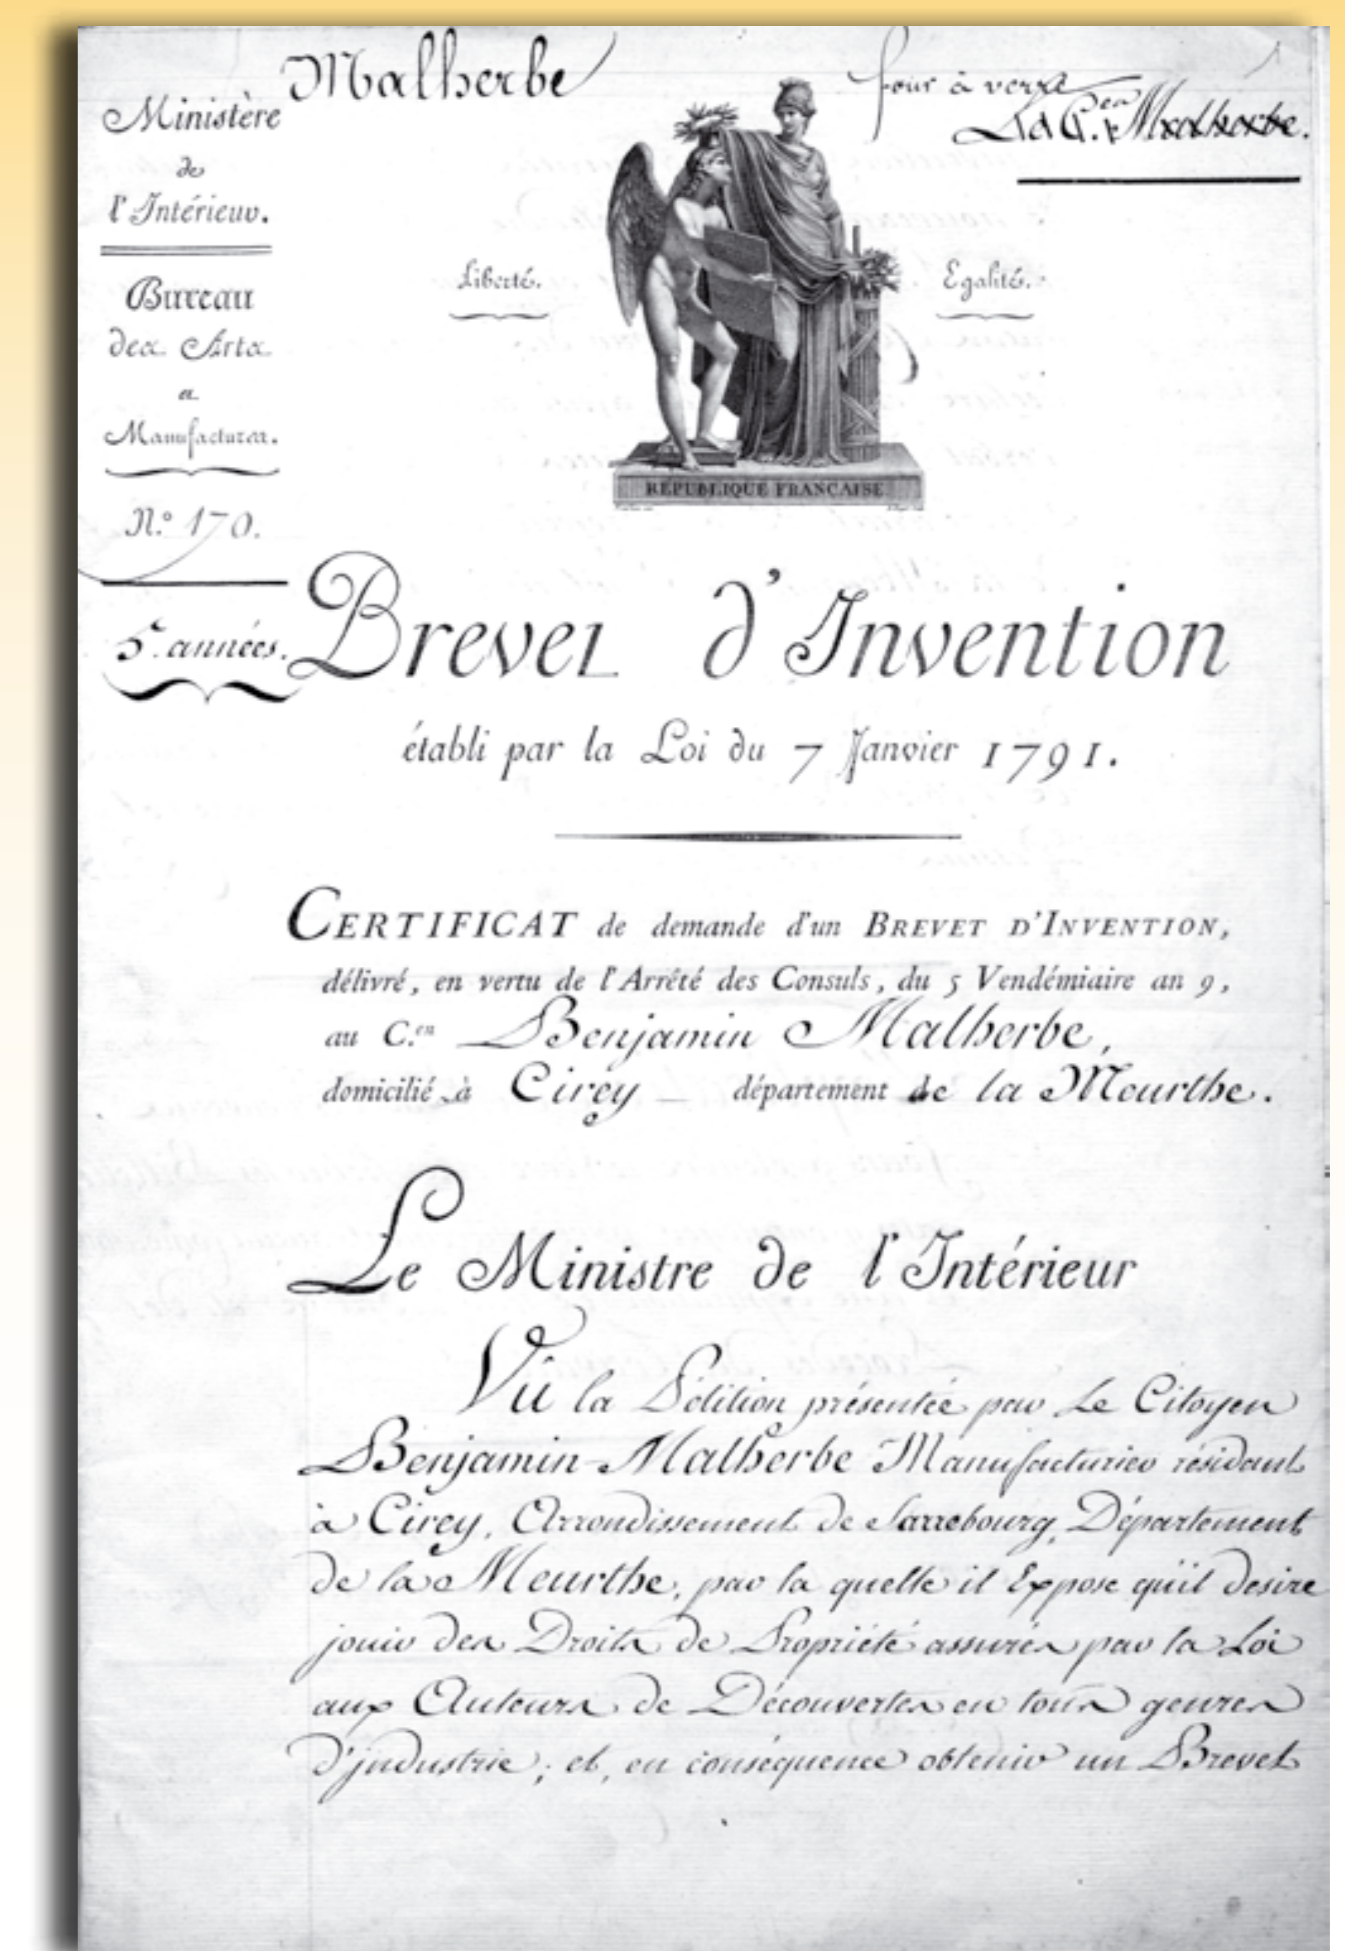 Malherbe
four à verre
Malherbe.
Ministère
de
l'Intérieur.
Bureau
des Arts
et
Manufactures.
N.º 170.
5 années.
Liberté.
Egalité.
RÉPUBLIQUE FRANÇAISE
Brevet d'Invention
établi par la Loi du 7 Janvier 1791.
CERTIFICAT de demande d'un BREVET D'INVENTION,
délivré, en vertu de l'Arrêté des Consuls, du 5 Vendémiaire an 9,
au C.en Benjamin Malherbe,
domicilié à Cirey département de la Meurthe.
Le Ministre de l'Intérieur
Vu la Pétition présentée par Le Citoyen
Benjamin-Malherbe Manufacturier résidant
à Cirey, Arrondissement de Sarrebourg, Département
de la Meurthe, par la quelle il Expose qu'il desire
jouir des Droits de Propriété assurés par la Loi
aux Auteurs de Découvertes en tous genres
d'industrie; et, en conséquence obtenir un Brevet